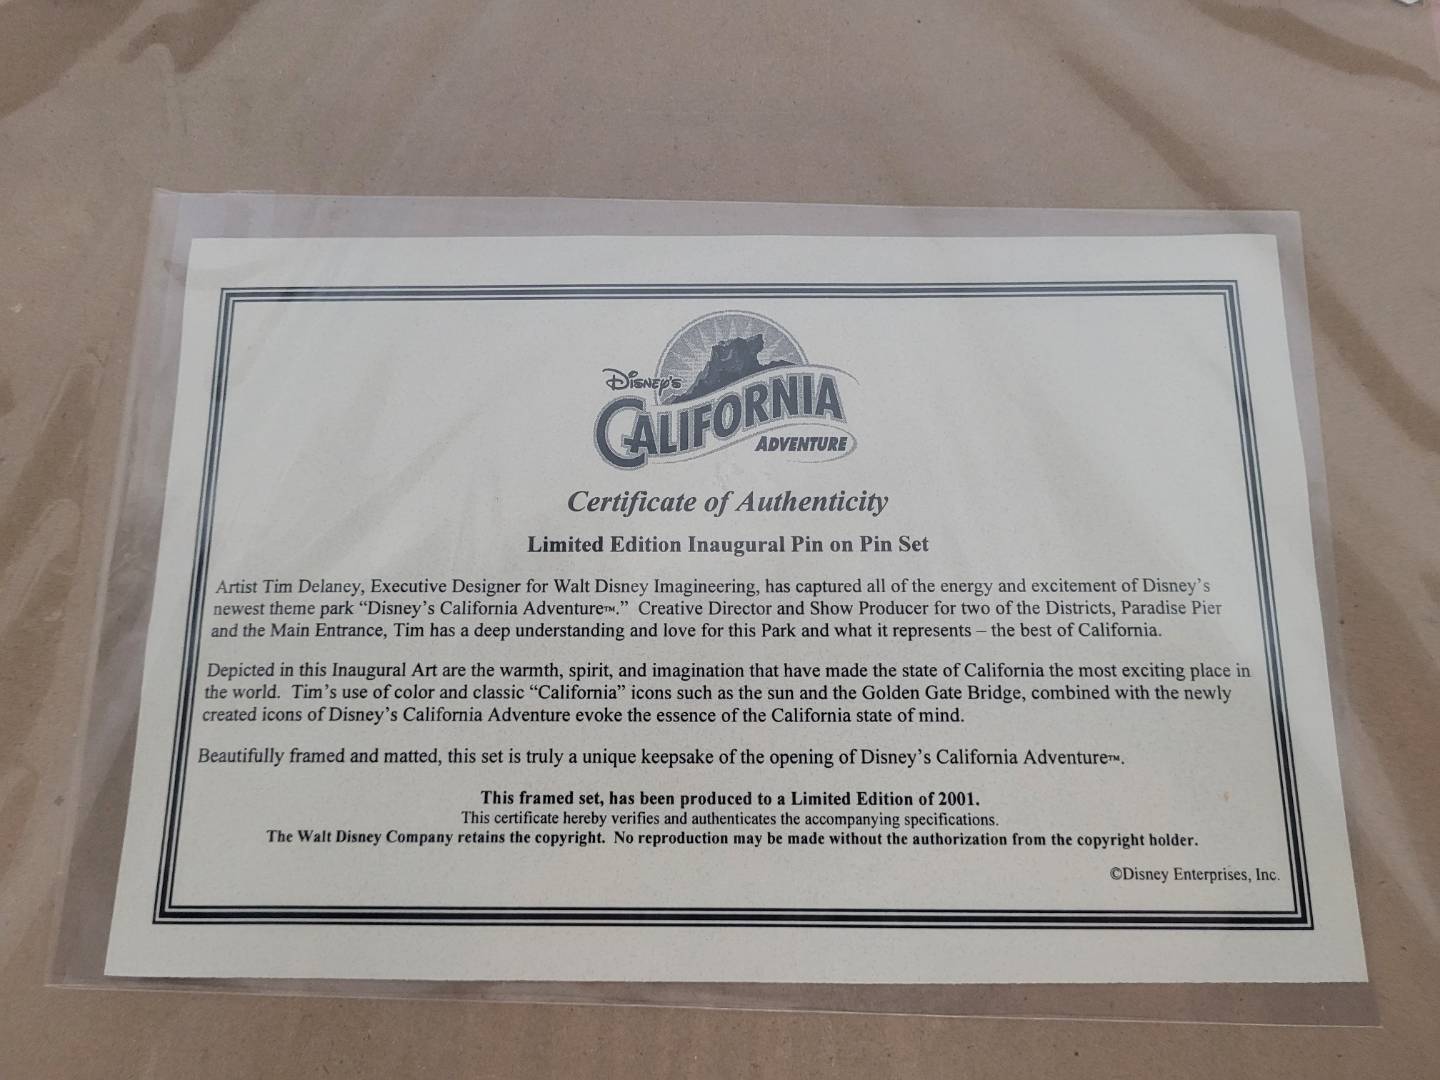 Disney's
CALIFORNIA
ADVENTURE
Certificate of Authenticity
Limited Edition Inaugural Pin on Pin Set
Artist Tim Delaney, Executive Designer for Walt Disney Imagineering, has captured all of the energy and excitement of Disney's
newest theme park “Disney's California Adventure™.”  Creative Director and Show Producer for two of the Districts, Paradise Pier
and the Main Entrance, Tim has a deep understanding and love for this Park and what it represents – the best of California.
Depicted in this Inaugural Art are the warmth, spirit, and imagination that have made the state of California the most exciting place in
the world.  Tim's use of color and classic “California” icons such as the sun and the Golden Gate Bridge, combined with the newly
created icons of Disney's California Adventure evoke the essence of the California state of mind.
Beautifully framed and matted, this set is truly a unique keepsake of the opening of Disney's California Adventure™.
This framed set, has been produced to a Limited Edition of 2001.
This certificate hereby verifies and authenticates the accompanying specifications.
The Walt Disney Company retains the copyright.  No reproduction may be made without the authorization from the copyright holder.
©Disney Enterprises, Inc.